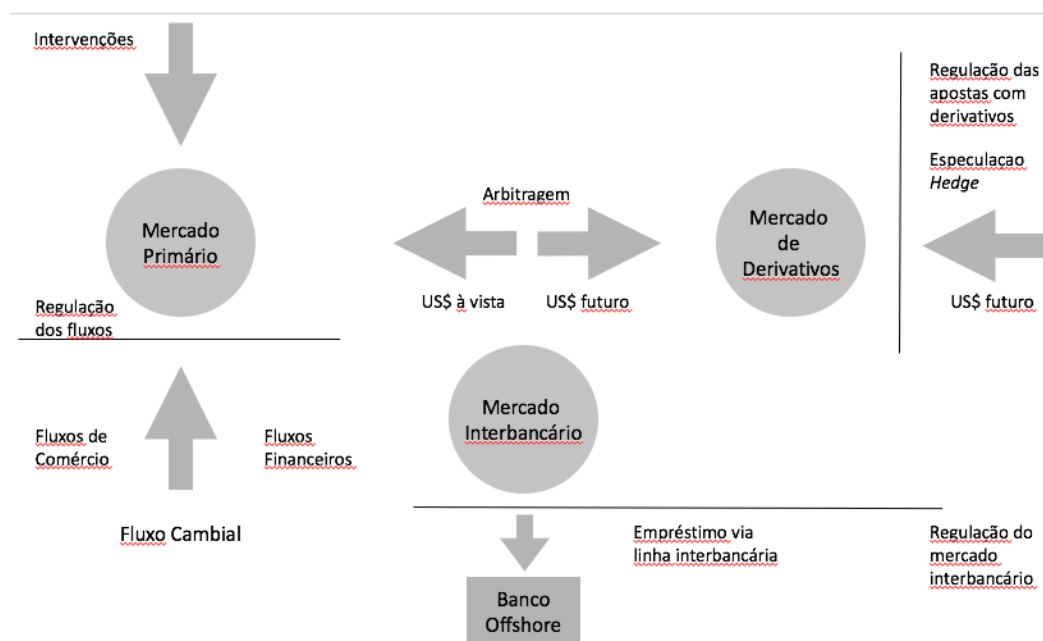 Intervenções
Regulação das
apostas com
derivativos
Especulaçao
Hedge
Arbitragem
Mercado
Primário
Mercado
de
Derivativos
US$ à vista
US$ futuro
US$ futuro
Regulação
dos fluxos
Mercado
Interbancário
Fluxos de
Comércio
Fluxos
Financeiros
Fluxo Cambial
Empréstimo via
linha interbancária
Regulação do
mercado
interbancário
Banco
Offshore